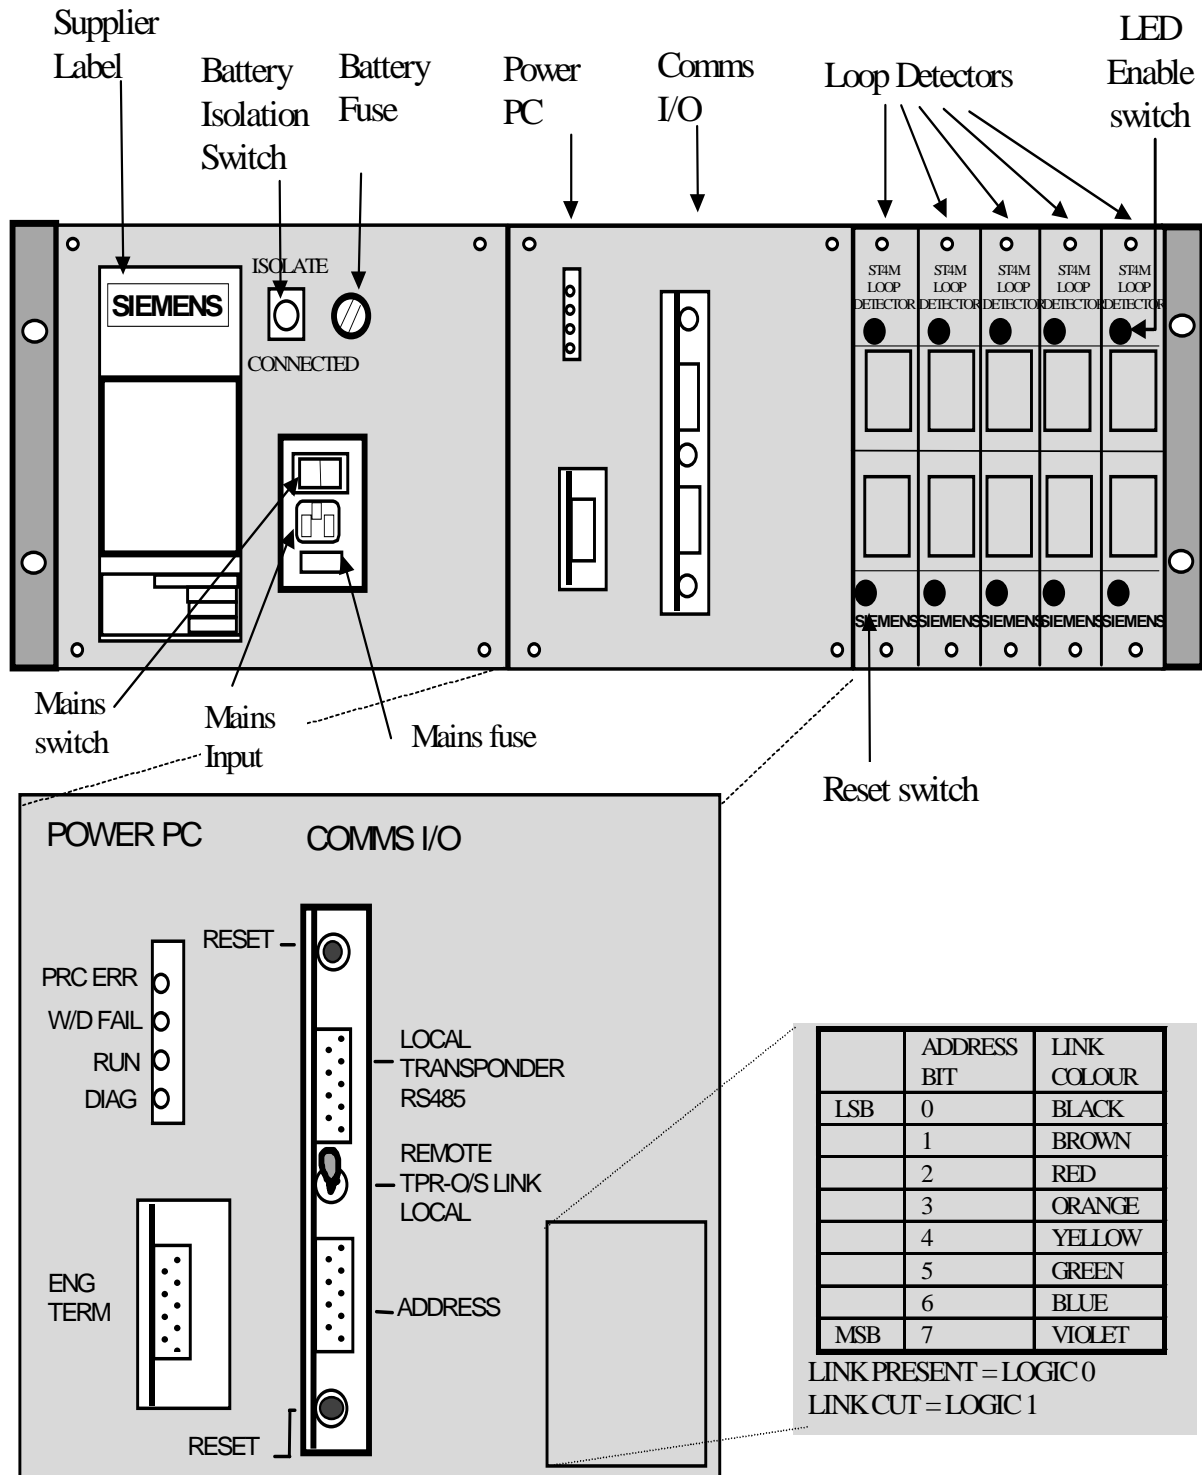 Supplier
Label
Battery
Isolation
Switch
Battery
Fuse
Power
PC
Comms
I/O
Loop Detectors
LED
Enable
switch
SIEMENS
ISOLATE
CONNECTED
ST4M
LOOP
DETECTOR
ST4M
LOOP
DETECTOR
ST4M
LOOP
DETECTOR
ST4M
LOOP
DETECTOR
ST4M
LOOP
DETECTOR
SIEMENS
SIEMENS
SIEMENS
SIEMENS
SIEMENS
Mains
switch
Mains
Input
Mains fuse
Reset switch
POWER PC
COMMS I/O
RESET
PRC ERR
W/D FAIL
RUN
DIAG
LOCAL
TRANSPONDER
RS485
REMOTE
TPR-O/S LINK
LOCAL
ENG
TERM
ADDRESS
RESET
ADDRESS BIT LINK COLOUR
LSB 0 BLACK
1 BROWN
2 RED
3 ORANGE
4 YELLOW
5 GREEN
6 BLUE
MSB 7 VIOLET
LINK PRESENT = LOGIC 0
LINK CUT = LOGIC 1